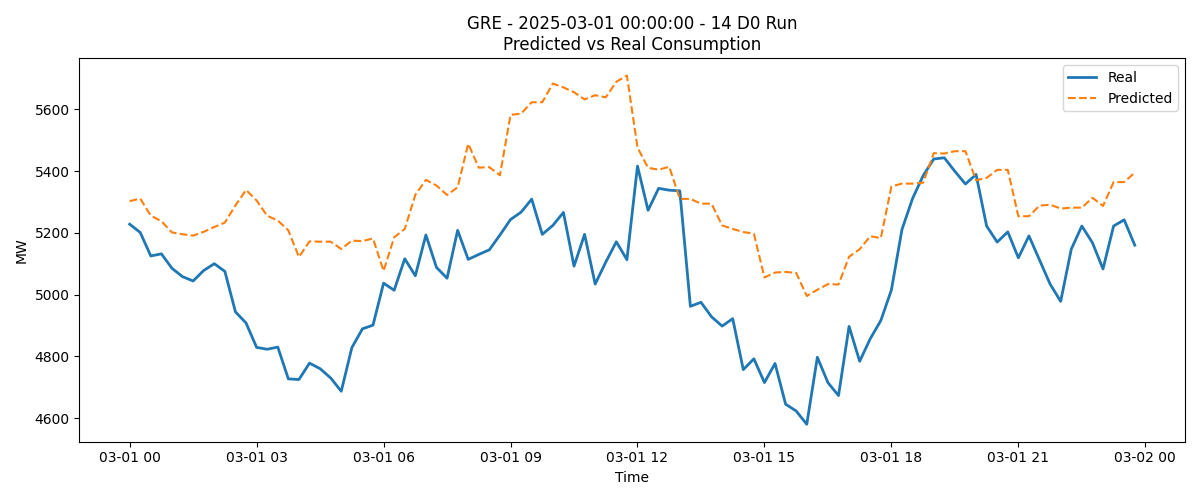 GRE - 2025-03-01 00:00:00 - 14 D0 Run
Predicted vs Real Consumption
Real
Predicted
MW
5600
5400
5200
5000
4800
4600
03-01 00
03-01 03
03-01 06
03-01 09
03-01 12
03-01 15
03-01 18
03-01 21
03-02 00
Time